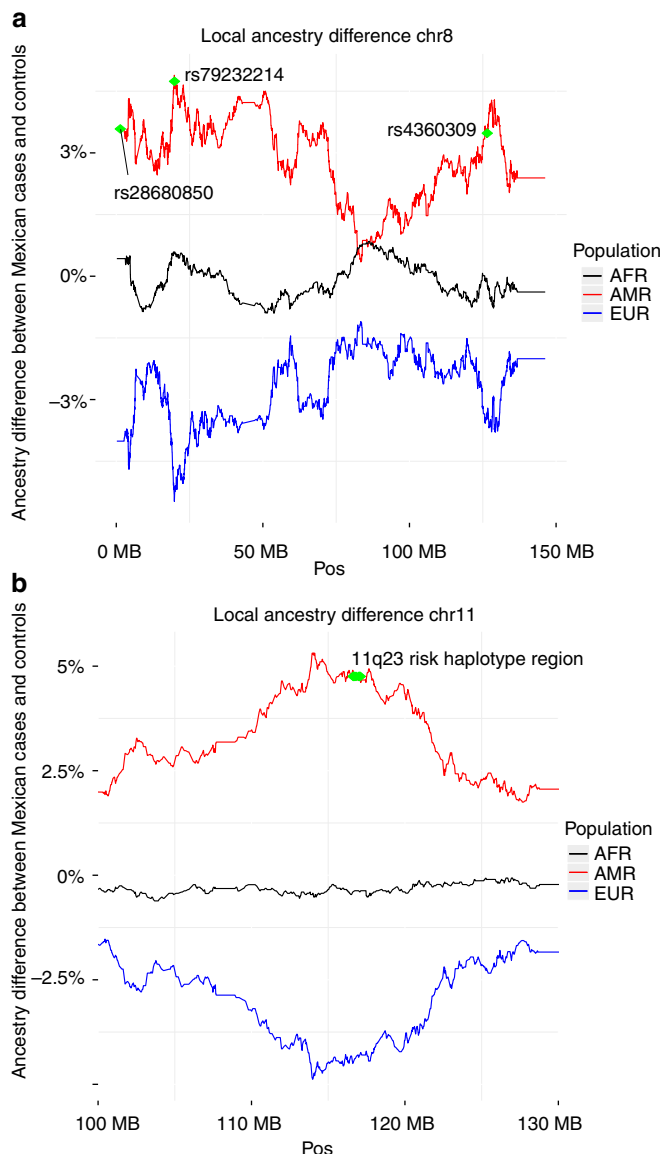 a
Local ancestry difference chr8
Ancestry difference between Mexican cases and controls
rs79232214
rs4360309
rs28680850
3%
0%
–3%
Population
AFR
AMR
EUR
0 MB
50 MB
100 MB
150 MB
Pos
b
Local ancestry difference chr11
Ancestry difference between Mexican cases and controls
11q23 risk haplotype region
5%
2.5%
0%
–2.5%
Population
AFR
AMR
EUR
100 MB
110 MB
120 MB
130 MB
Pos